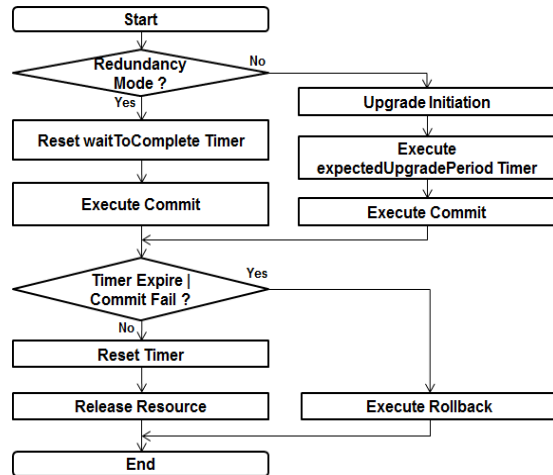 Start
Redundancy
Mode ?
No
Yes
Upgrade Initiation
Reset waitToComplete Timer
Execute
expectedUpgradePeriod Timer
Execute Commit
Execute Commit
Timer Expire |
Commit Fail ?
Yes
No
Reset Timer
Release Resource
Execute Rollback
End